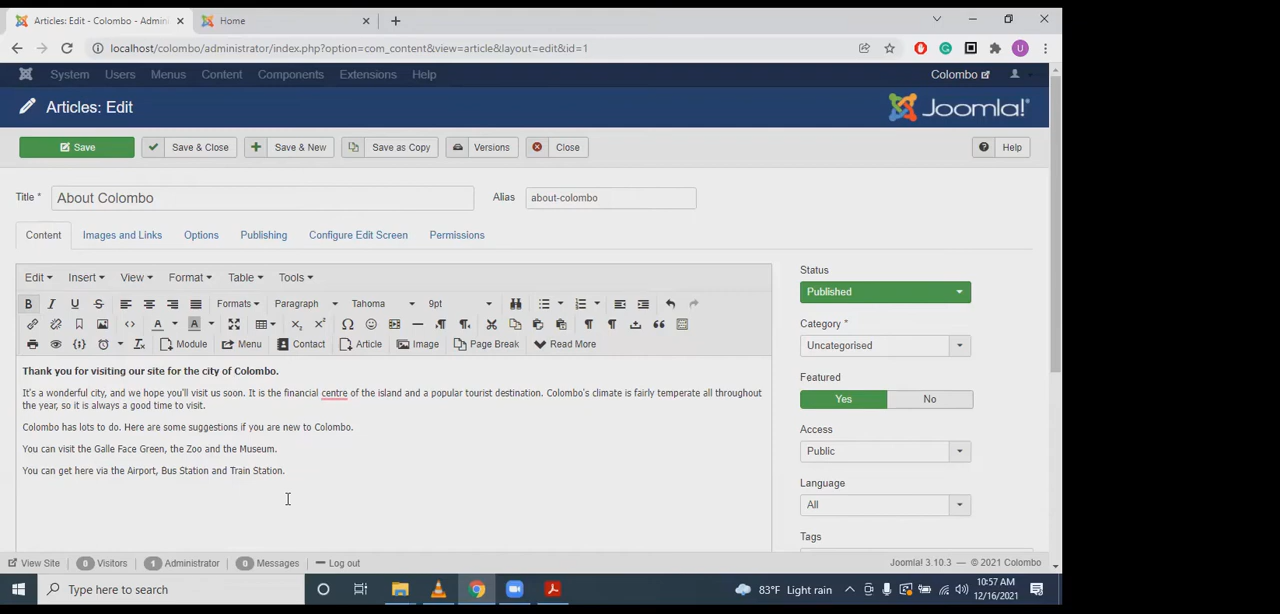 Articles: Edit - Colombo - Admin
Home
localhost/colombo/administrator/index.php?option=com_content&view=article&layout=edit&id=1
System Users Menus Content Components Extensions Help
Colombo
Articles: Edit
Joomla!®
Save
Save & Close
Save & New
Save as Copy
Versions
Close
Help
Title *
About Colombo
Alias
about-colombo
Content
Images and Links
Options
Publishing
Configure Edit Screen
Permissions
Edit Insert View Format Table Tools
Formats Paragraph Tahoma 9pt
Module Menu Contact Article Image Page Break Read More
Thank you for visiting our site for the city of Colombo.
It's a wonderful city, and we hope you'll visit us soon. It is the financial centre of the island and a popular tourist destination. Colombo's climate is fairly temperate all throughout
the year, so it is always a good time to visit.
Colombo has lots to do. Here are some suggestions if you are new to Colombo.
You can visit the Galle Face Green, the Zoo and the Museum.
You can get here via the Airport, Bus Station and Train Station.
Status
Published
Category *
Uncategorised
Featured
Yes No
Access
Public
Language
All
Tags
View Site 0 Visitors 1 Administrator 0 Messages Log out
Joomla! 3.10.3 — © 2021 Colombo
Type here to search
83°F Light rain
10:57 AM
12/16/2021